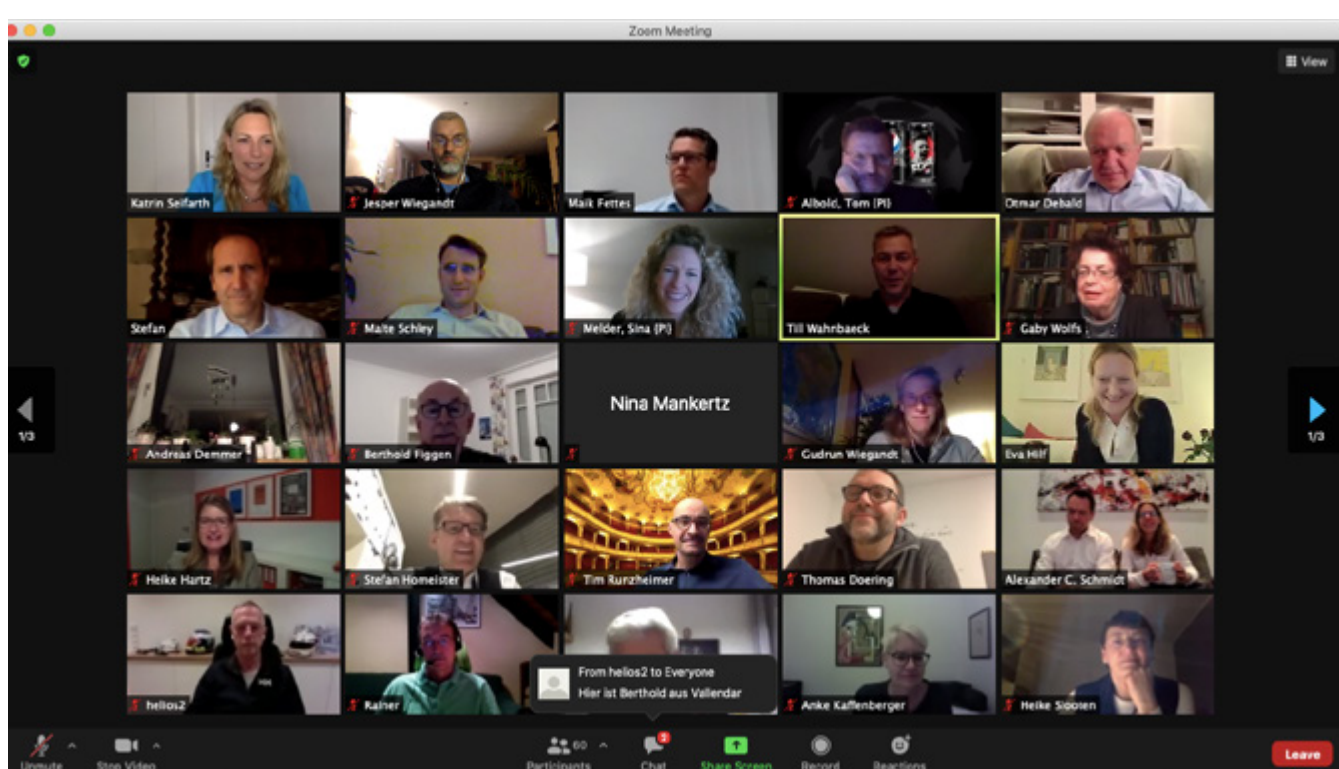 Zoom Meeting
View
Katrin Seifarth
Jesper Wiegandt
Maik Fettes
Albold, Tom (PI)
Otmar Debald
Stefan
Malte Schley
Melder, Sina (PI)
Till Wahnbaeck
Gaby Wolfs
1/3
Andreas Demmer
Berthold Figgen
Nina Mankertz
Gudrun Wiegandt
Eva Hilf
1/3
Heike Hartz
Stefan Homeister
Tim Runzheimer
Thomas Doering
Alexander C. Schmidt
helios2
Rainer
From helios2 to Everyone
Hier ist Berthold aus Vallendar
Anke Kaffenberger
Heike Slooten
Unmute
Stop Video
60
Participants
2
Chat
Share Screen
Record
Reactions
Leave